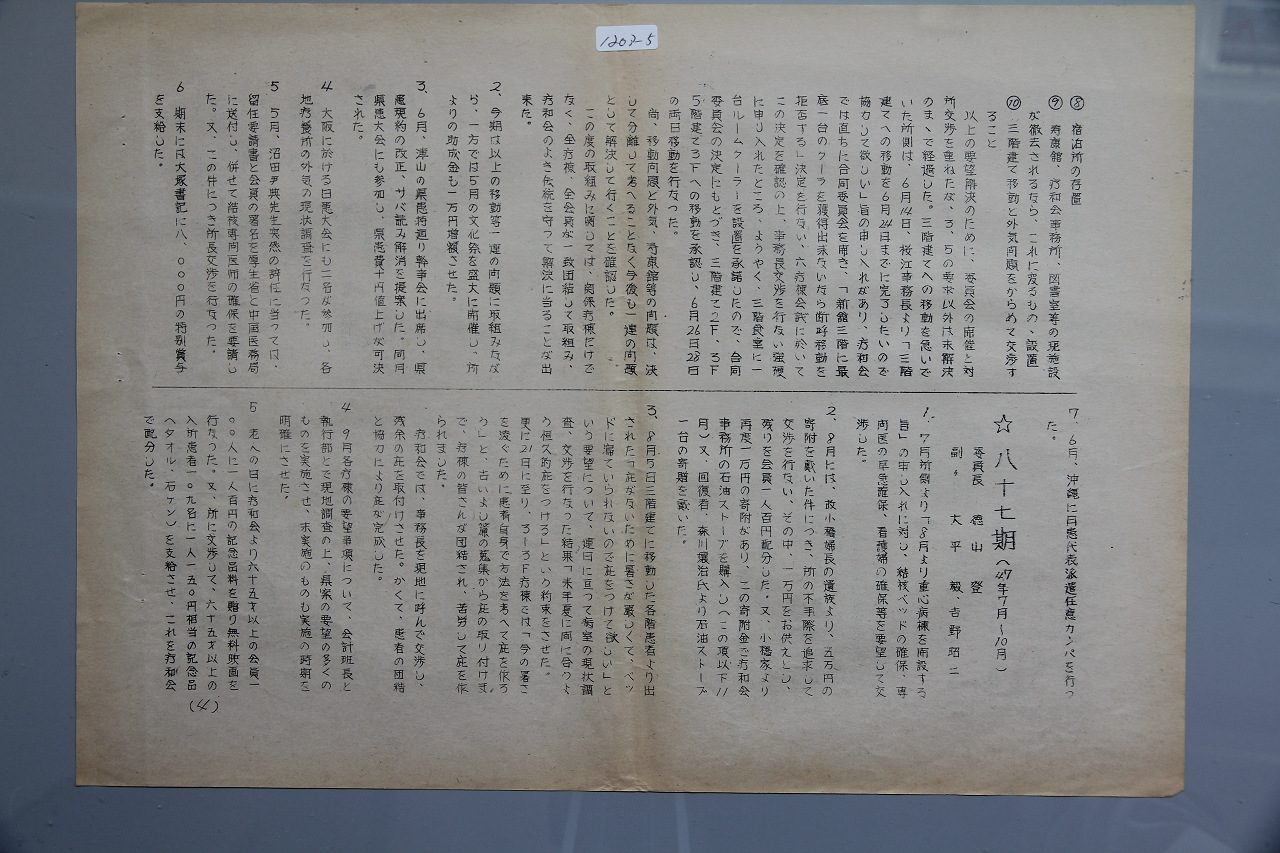 1202-5
⑧ 宿泊所の存置
⑨ 寿康館、寿和会事務所、図書室等の現施設
が撤去されるなら、これに変るもの、設置
⑩ 三階建て移動と外気問題をからめて交渉す
ること
以上の要望解決のために、委員会の開催と対
所交渉を重ねたが、3、5の要求以外は未解決
のまゝで経過した。三階建てへの移動を急いで
いた所側は、6月14日、桜江事務長より「三階
建てへの移動を6月24日までに完了したいので
協力して欲しい」旨の申し入れがあり、寿和会
では直ちに合同委員会を開き、「新館三階に最
底一台のクーラを獲得出来ないなら断呼移動を
拒否する」決定を行ない、六寿棟会議に於いて
この決定を確認の上、事務長交渉を行ない強硬
に申し入れたところ、ようやく、三階食堂に一
台ルームクーラーを設置を承諾したので、合同
委員会の決定にもとづき、三階建て2F、3F
5階建て3Fへの移動を承認し、6月26日28日
の両日移動を行なった。
尚、移動問題と外気、寿康館等の問題は、決
して分離して考へることなく今後も一連の問題
として解決して行くことを確認した。
この度の取組みに関しては、関係寿棟だけで
なく、全寿棟、全会員が一致団結して取組み、
寿和会のよき伝統を守って解決に当ることが出
来た。
2、今期は以上の移動等一連の問題に取組みなが
ら、一方では5月の文化祭を盛大に開催し、所
よりの助成金も一万円増額させた。
3、6月、津山の県患持廻り幹事会に出席し、県
患規約の改正、サバ読み解消を提案した。同月
県患大会にも参加し、県患費十円値上げが可決
された。
4 大阪に於ける日患大会にも二名が参加し、各
地寿養所の外気の現状調査を行なった。
5 5月、沼田尹典先生突然の辞任に当っては、
留任要請書と会員の署名を厚生省と中国医務局
に送付し、併せて結核専門医師の確保を要請し
た。又、この件につき所長交渉を行なった。
6 期末には大塚書記に八、〇〇〇円の特別賞与
を支給した。
7、6月、沖縄に日患代表派遣任意カンパを行っ
た。
☆ 八十七期(47年7月〜10月)
委員長 徳山 登
副〃 大平 毅、吉野昭二
1、7月所側より「8月より重心病棟を開設する
旨」の申し入れに対し、結核ベッドの確保、専
門医の早急確保、看護婦の確保等を要望して交
渉した。
2、8月には、故小穐婦長の遺族より、五万円の
寄附を戴いた件につき、所の不手際を追求して
交渉を行ない、その中、一万円をお供えとし、
残りを会員一人百円配分した。又、小穐家より
再度一万円の寄附があり、この寄附金で寿和会
事務所の石油ストーブを購入し(この項以下11
月)又、回復者、森川環治氏より石油ストーブ
一台の寄贈を戴いた。
3、8月5日三階建てに移動した各階患者より出
された「庇がないために暑さが厳しくて、ベッ
ドに寝ていられないので庇をつけて欲しい」と
いう要望について、連日に亘って病室の現状調
査、交渉を行なった結果「来年夏に間に合うよ
う恒久的庇をつける」という約束をさせた。
更に21日に至り、3ー3F寿棟では「今の暑さ
を凌ぐために患者自身で方法を考へて庇を作ろ
う」と、古いよし簾の蒐集から庇の取り付けま
で、寿棟の皆さんが団結され、苦労して庇を作
られました。
寿和会では、事務長を現地に呼んで交渉し、
残余の庇を取付けさせた。かくて、患者の団結
と協力により庇が完成した。
4 9月各寿棟の要望事項について、会計班長と
執行部とで現地調査の上、懸案の要望の多くの
ものを実施させ、未実施のものも実施の時期を
明確にさせた。
5 老人の日に寿和会より六十五才以上の会員一
〇〇人に一人百円の記念品料を贈り無料映画を
行なった。又、所に交渉して、六十五才以上の
入所患者一〇九名に一人一五〇円相当の記念品
(タオル、石ケン)を支給させ、これを寿和会
で配分した。
(4)